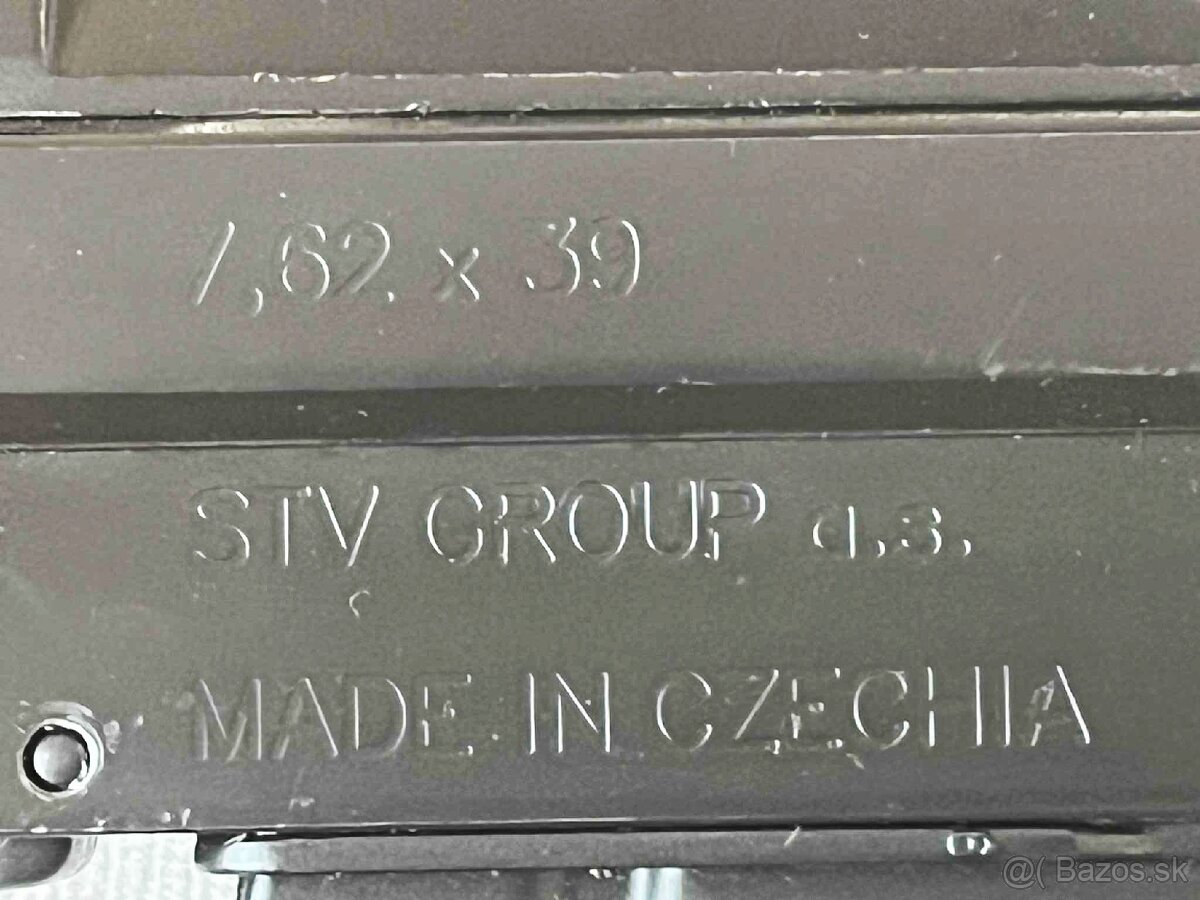 7,62 x 39
STV GROUP a.s.
MADE IN CZECHIA
@( Bazos.sk